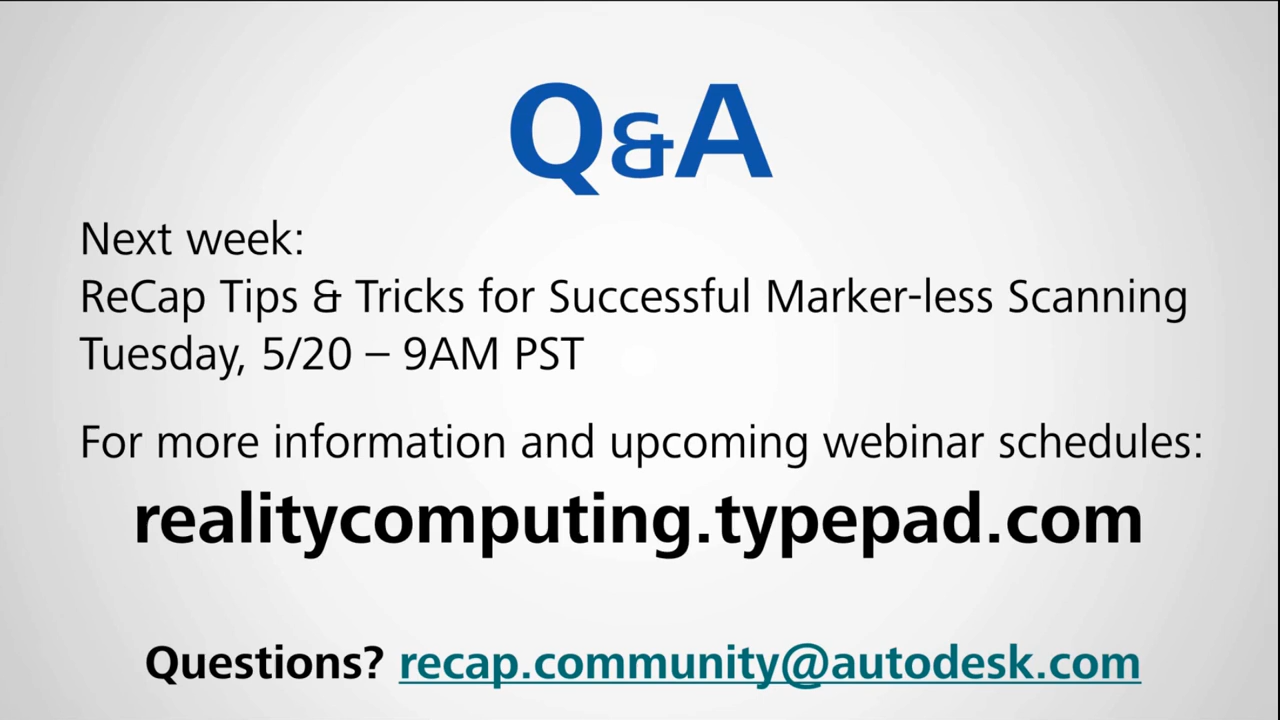 Q&A
Next week:
ReCap Tips & Tricks for Successful Marker-less Scanning
Tuesday, 5/20 – 9AM PST
For more information and upcoming webinar schedules:
realitycomputing.typepad.com
Questions? recap.community@autodesk.com